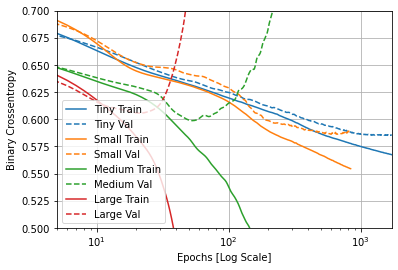 0.700
0.675
0.650
0.625
0.600
0.575
0.550
0.525
0.500
Binary Crossentropy
Tiny Train
Tiny Val
Small Train
Small Val
Medium Train
Medium Val
Large Train
Large Val
10¹
10²
10³
Epochs [Log Scale]